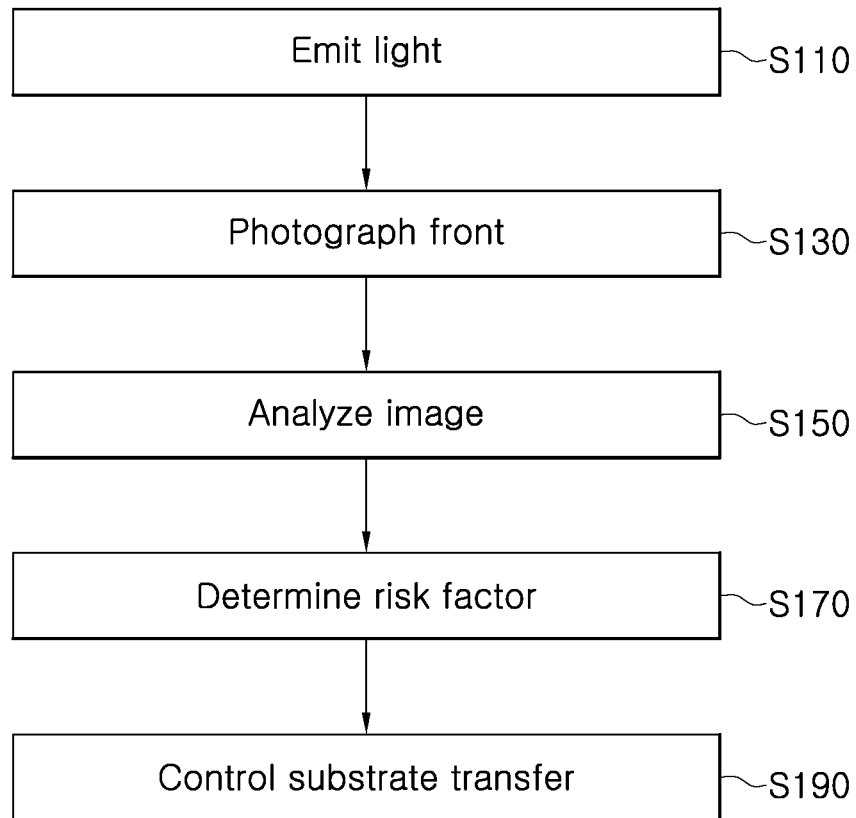 Emit light
S110
Photograph front
S130
Analyze image
S150
Determine risk factor
S170
Control substrate transfer
S190